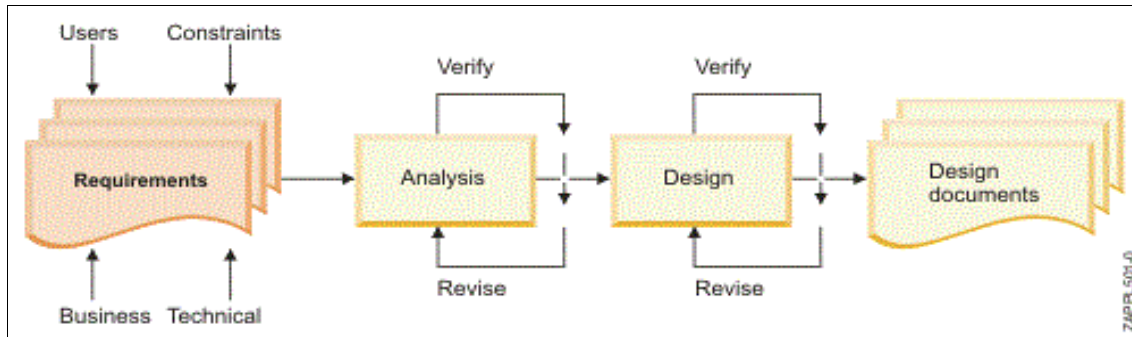 Users
Constraints
Verify
Verify
Requirements
Analysis
Design
Design
documents
Revise
Revise
Business
Technical